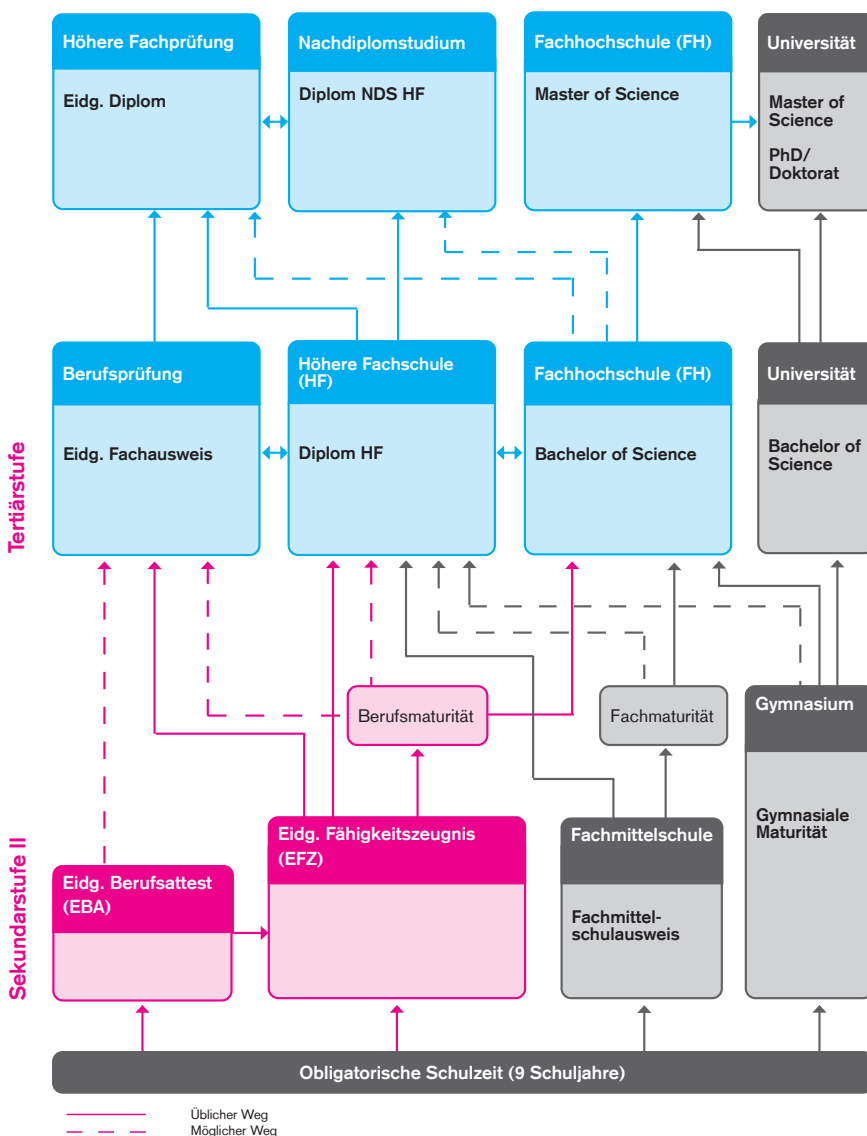 Höhere Fachprüfung
Eidg. Diplom
Nachdiplomstudium
Diplom NDS HF
Fachhochschule (FH)
Master of Science
Universität
Master of
Science
PhD/
Doktorat
Tertiärstufe
Berufsprüfung
Eidg. Fachausweis
Höhere Fachschule
(HF)
Diplom HF
Fachhochschule (FH)
Bachelor of Science
Universität
Bachelor of
Science
Sekundarstufe II
Berufsmaturität
Fachmaturität
Gymnasium
Gymnasiale
Maturität
Eidg. Berufsattest
(EBA)
Eidg. Fähigkeitszeugnis
(EFZ)
Fachmittelschule
Fachmittel-
schulausweis
Obligatorische Schulzeit (9 Schuljahre)
Üblicher Weg
Möglicher Weg